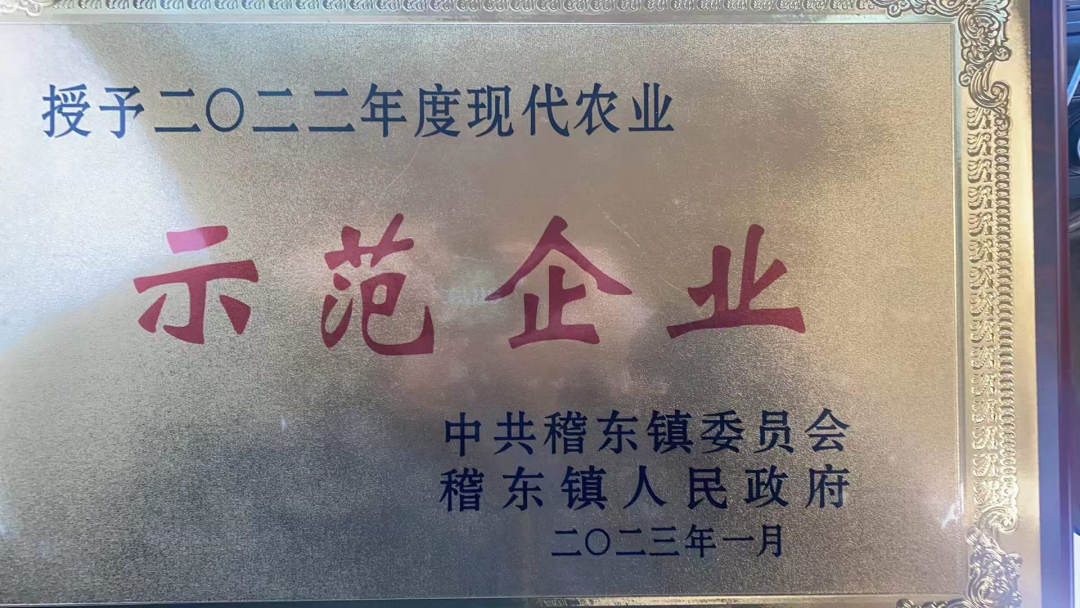 授予二〇二二年度现代农业
示范企业
中共稽东镇委员会
稽东镇人民政府
二〇二三年一月